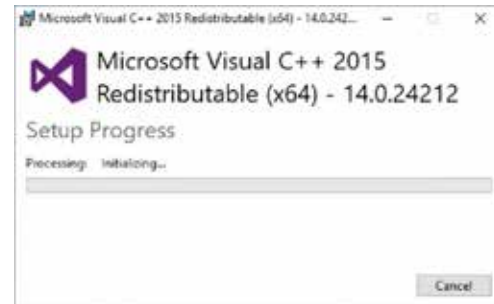 Microsoft Visual C++ 2015 Redistributable (x64) - 14.0.242...
Microsoft Visual C++ 2015
Redistributable (x64) - 14.0.24212
Setup Progress
Processing: Initializing...
Cancel